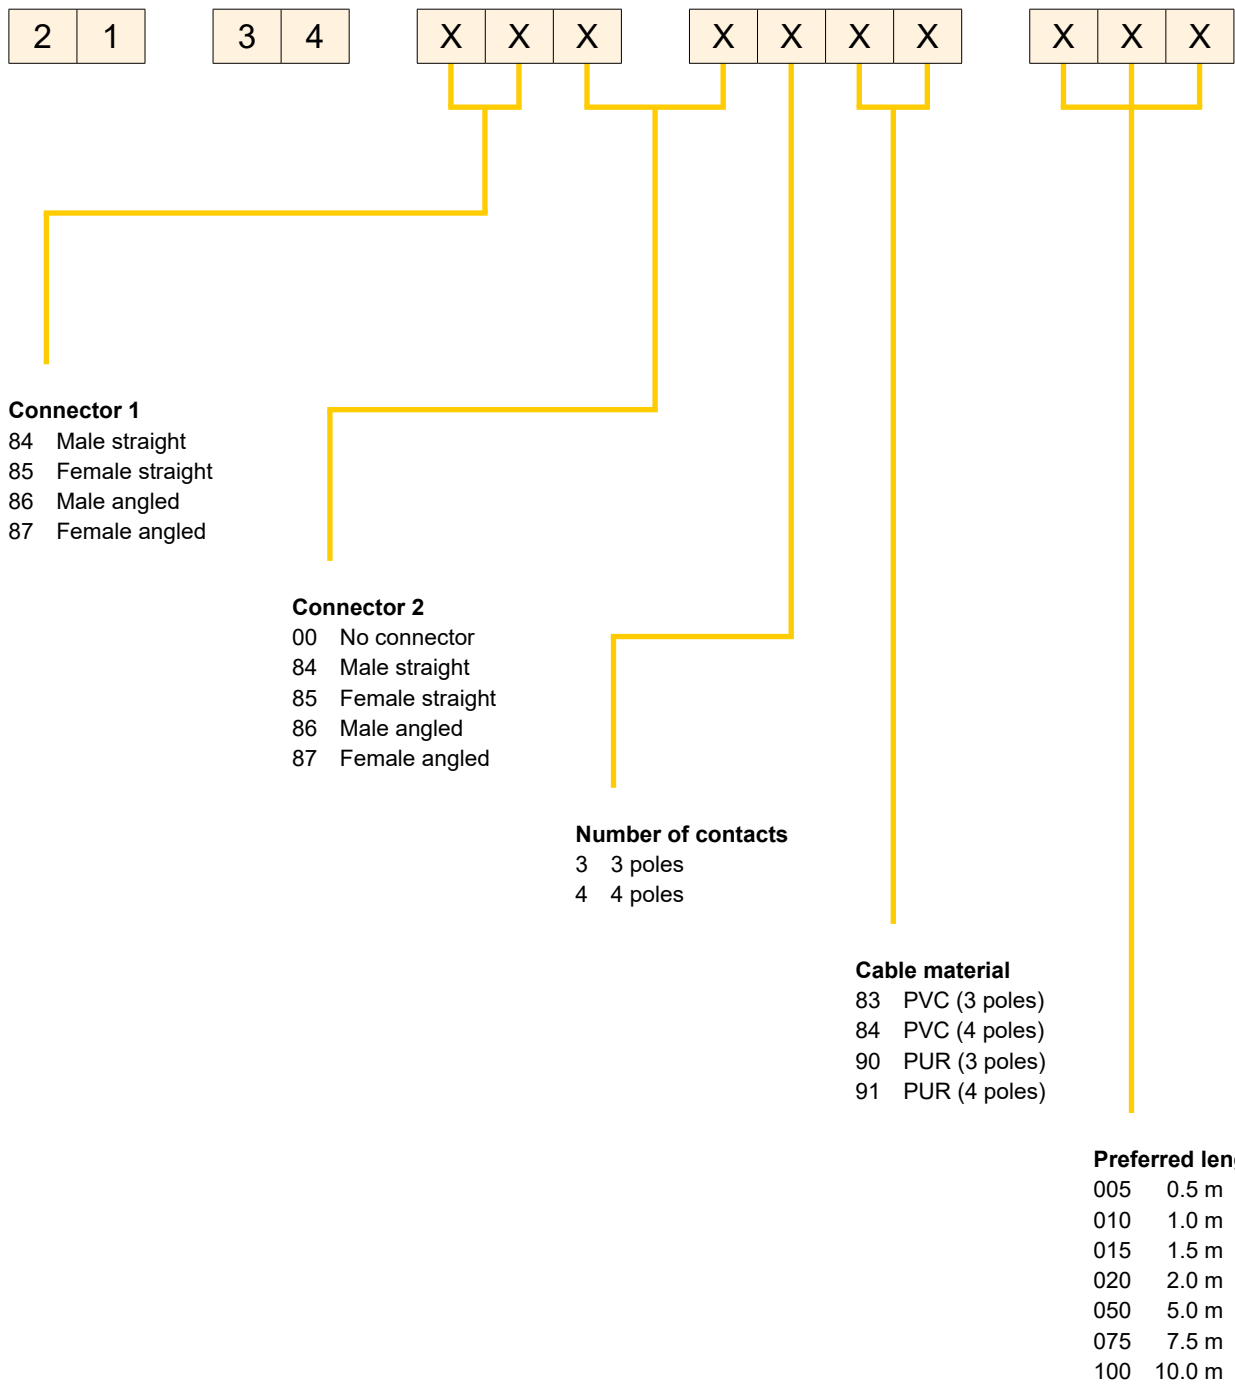 2 1 3 4 X X X X X X X X X X
Connector 1
84 Male straight
85 Female straight
86 Male angled
87 Female angled
Connector 2
00 No connector
84 Male straight
85 Female straight
86 Male angled
87 Female angled
Number of contacts
3 3 poles
4 4 poles
Cable material
83 PVC (3 poles)
84 PVC (4 poles)
90 PUR (3 poles)
91 PUR (4 poles)
Preferred
005 0.5 m
010 1.0 m
015 1.5 m
020 2.0 m
050 5.0 m
075 7.5 m
100 10.0 m